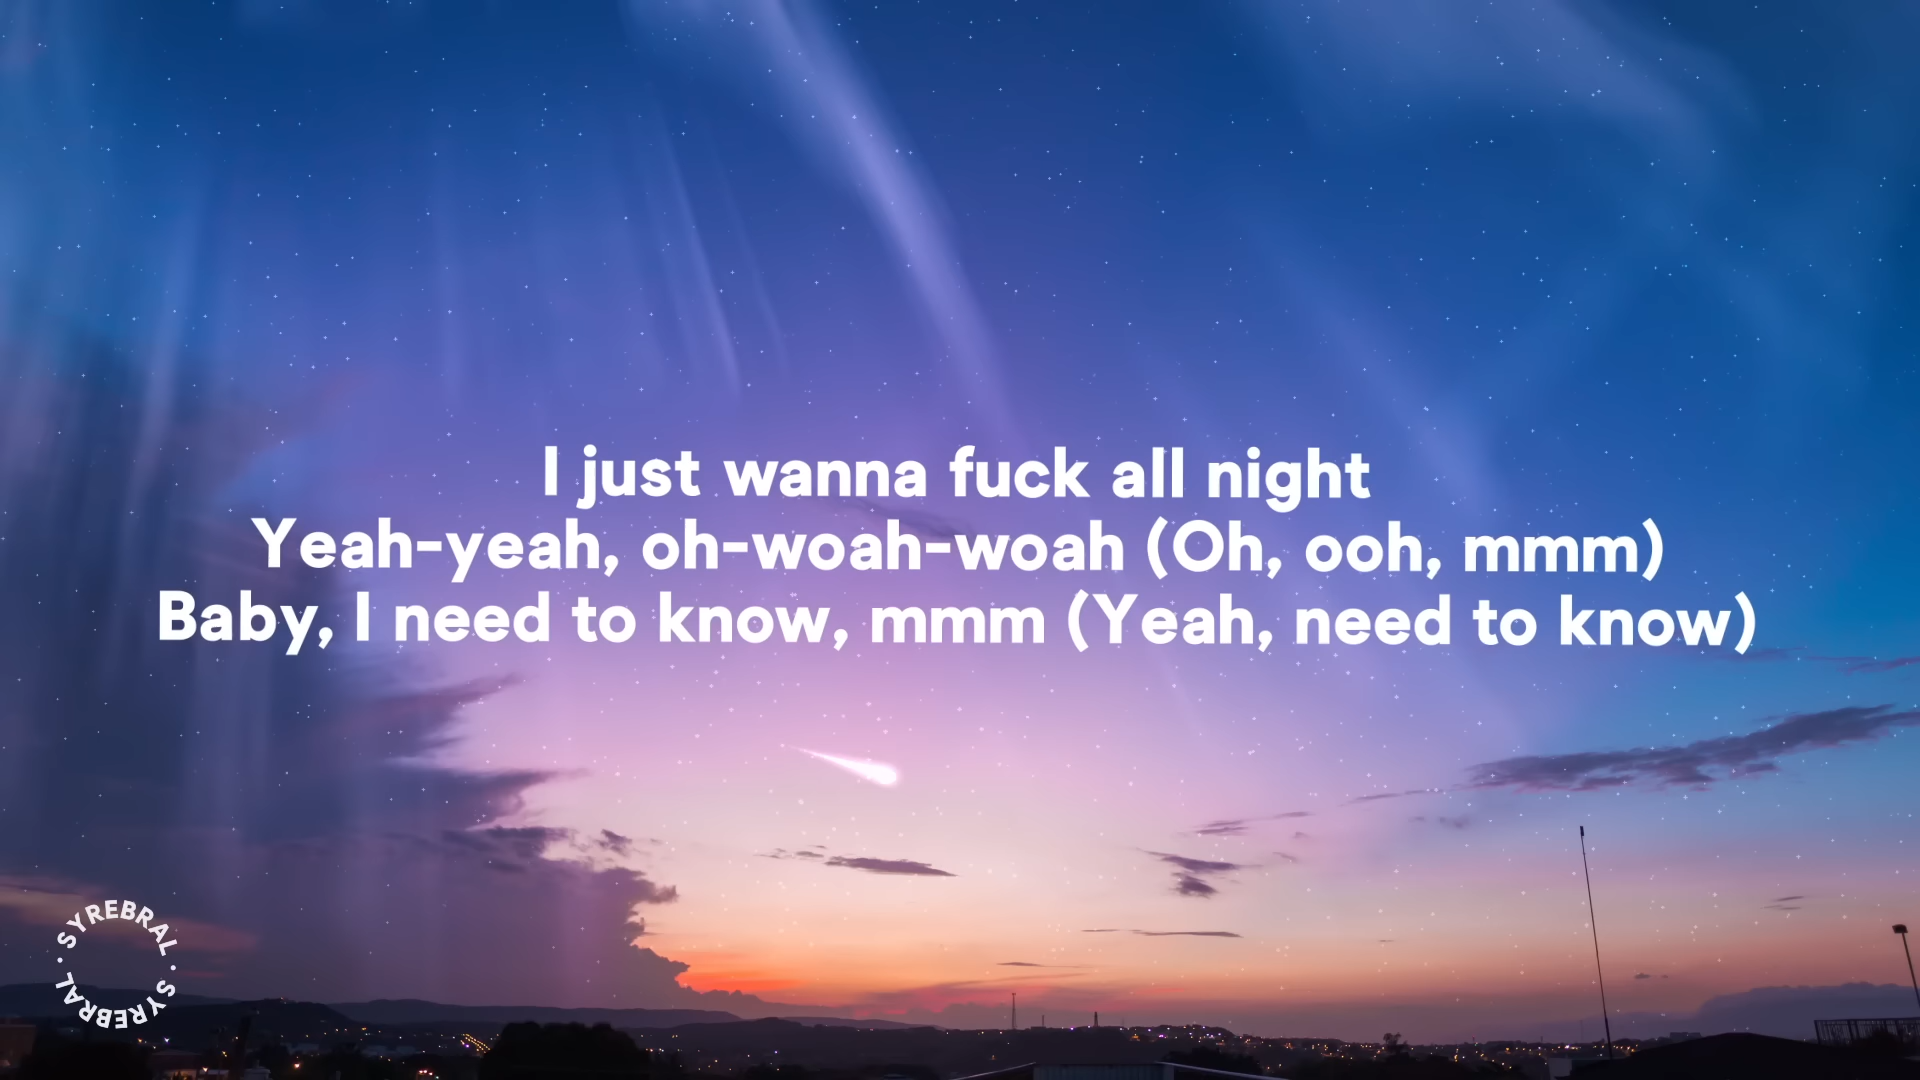 I just wanna fuck all night
Yeah-yeah, oh-woah-woah (Oh, ooh, mmm)
Baby, I need to know, mmm (Yeah, need to know)
SYREBRAL · SYREBRAL ·